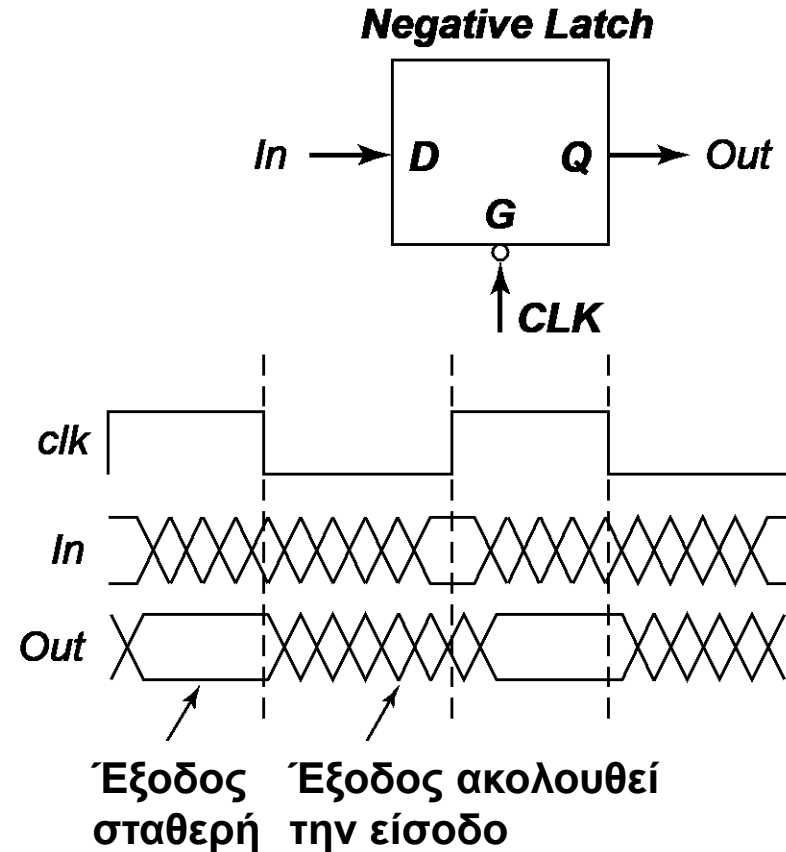 Negative Latch
In D Q Out
G
CLK
clk
In
Out
Έξοδος σταθερή
Έξοδος ακολουθεί την είσοδο